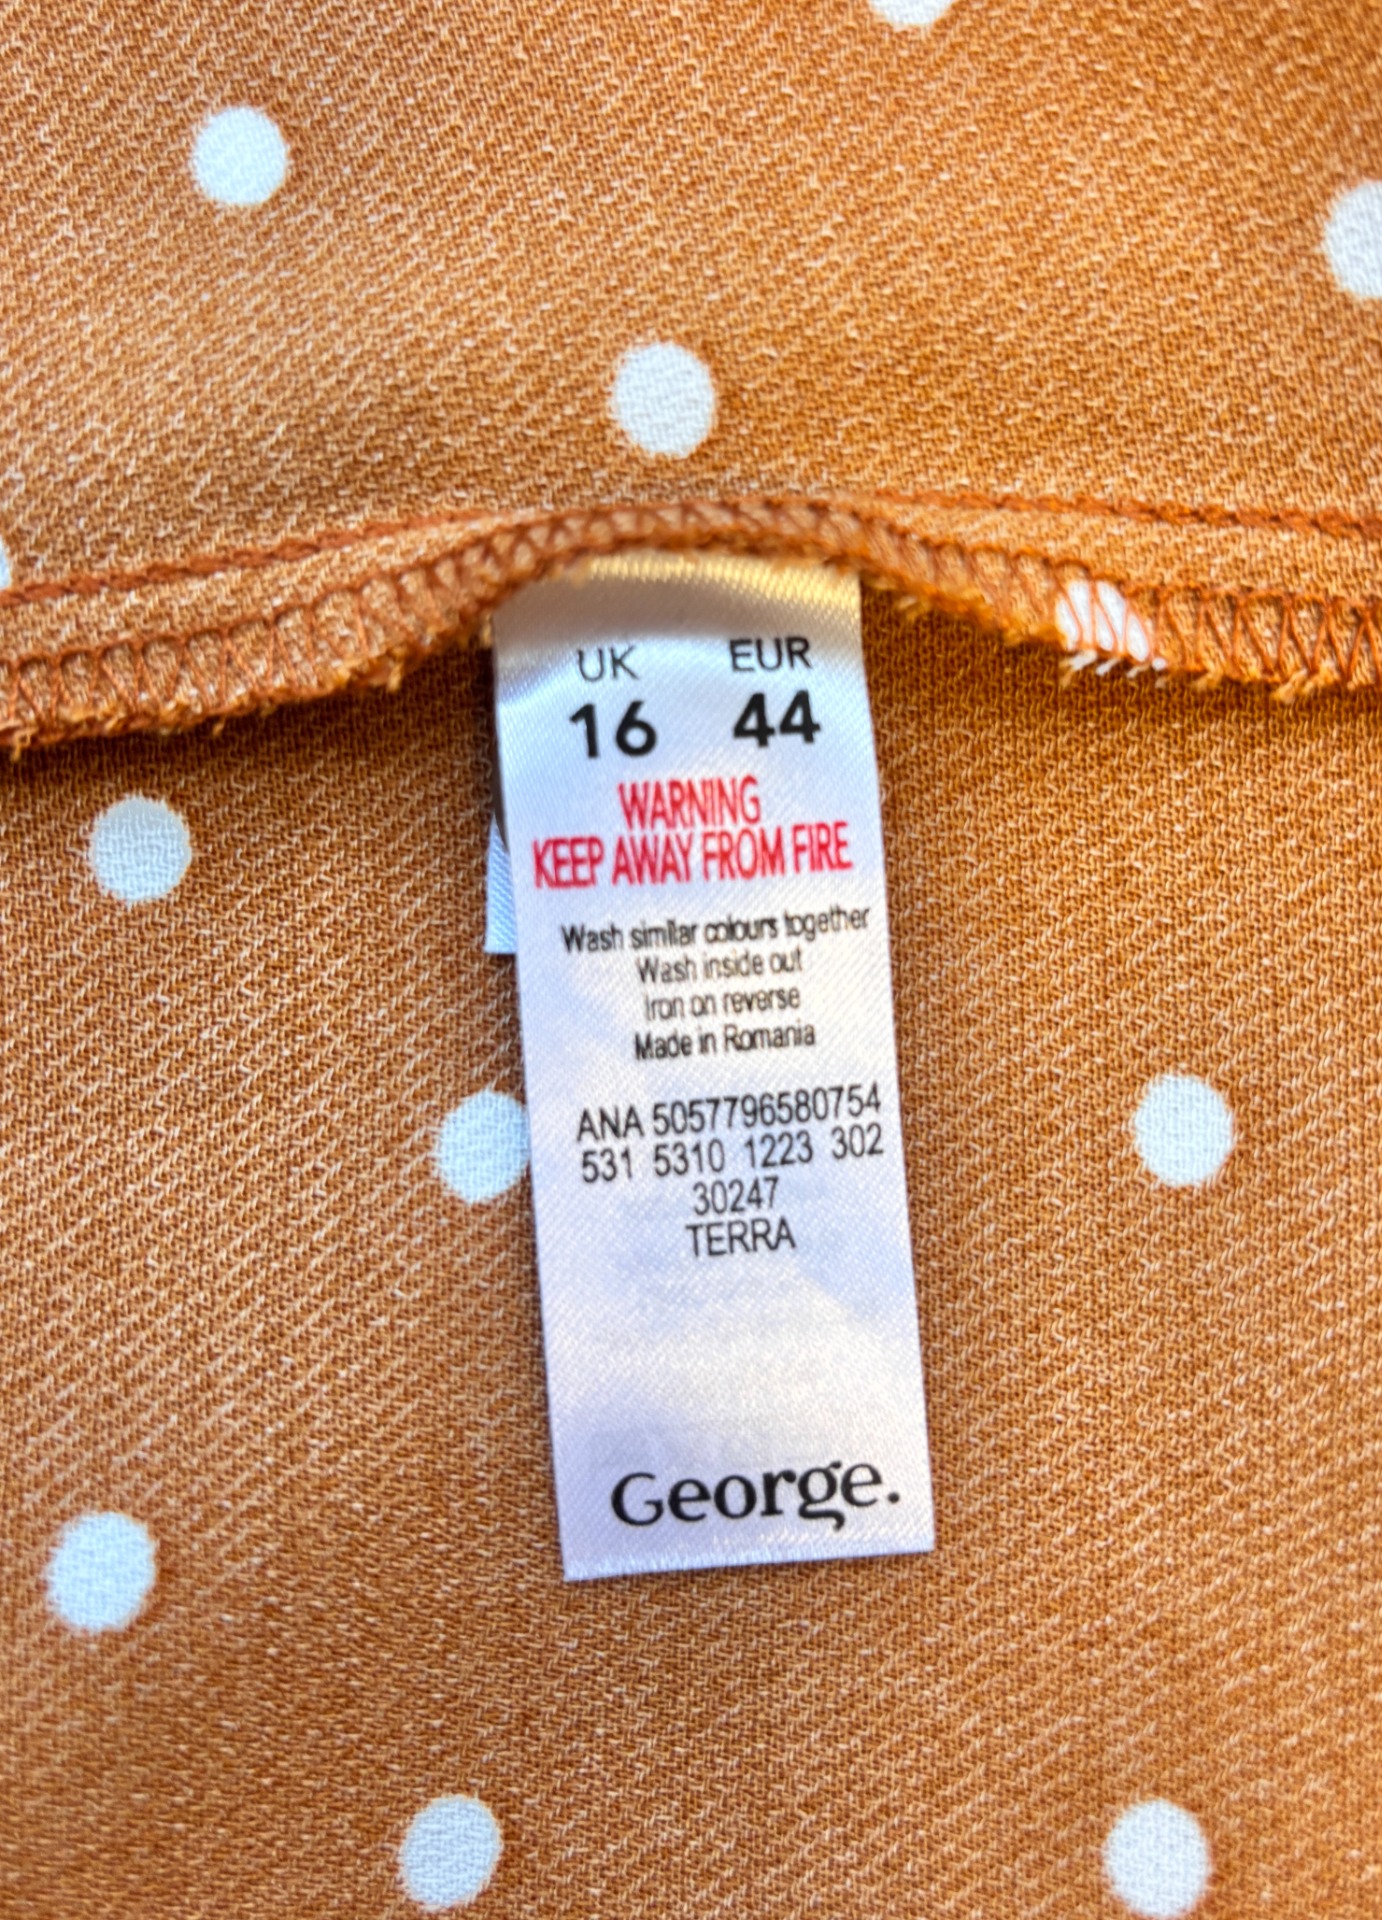 UK EUR
16 44
WARNING
KEEP AWAY FROM FIRE
Wash similar colours together
Wash inside out
Iron on reverse
Made in Romania
ANA 5057796580754
531 5310 1223 302
30247
TERRA
George.